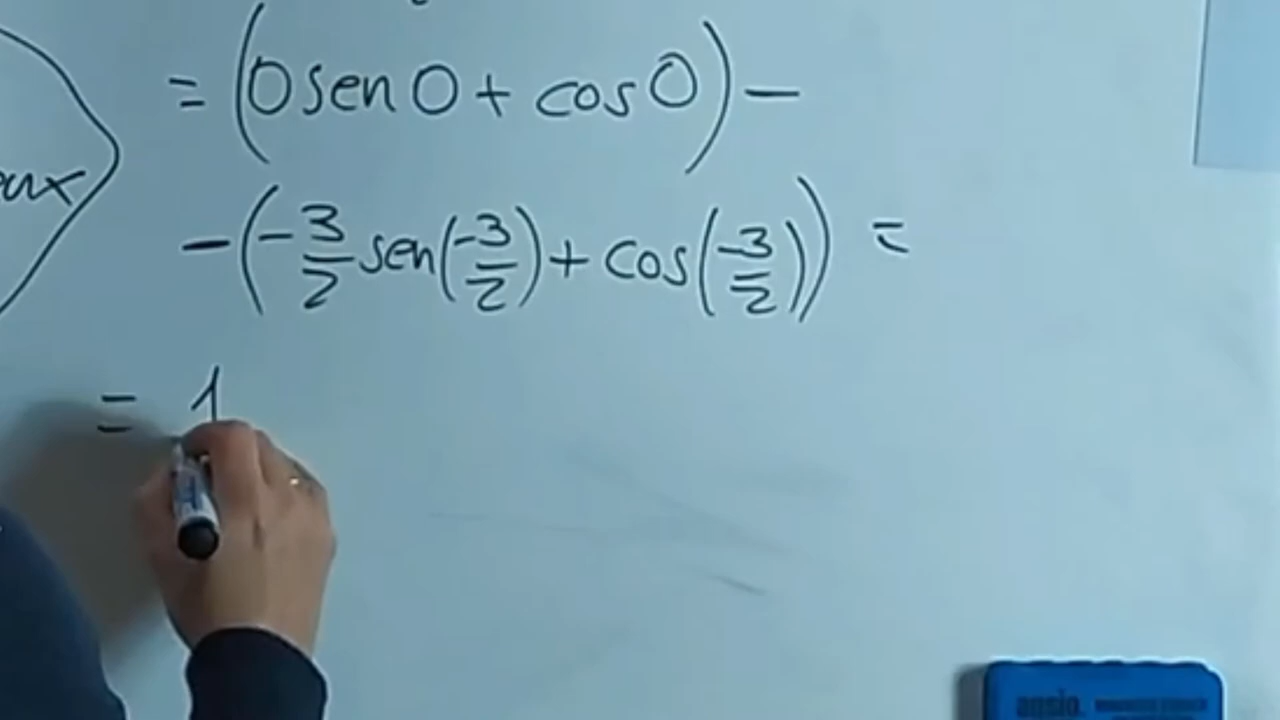 = (0 sen 0 + cos 0) -
- (-3/2 sen(-3/2) + cos(-3/2)) =
= 1